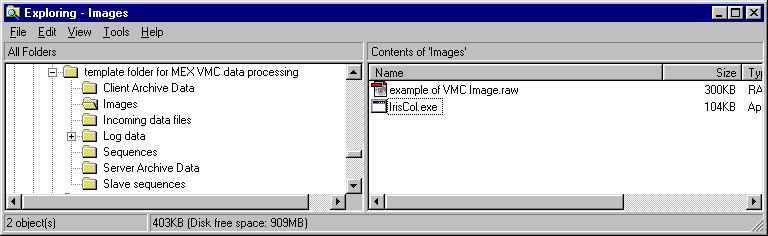 Exploring - Images
File Edit View Tools Help
All Folders
Contents of 'Images'
template folder for MEX VMC data processing
Client Archive Data
Images
Incoming data files
Log data
Sequences
Server Archive Data
Slave sequences
Name Size Ty
example of VMC Image.raw 300KB RA
IrisCol.exe 104KB Ap
2 object(s) 403KB (Disk free space: 909MB)